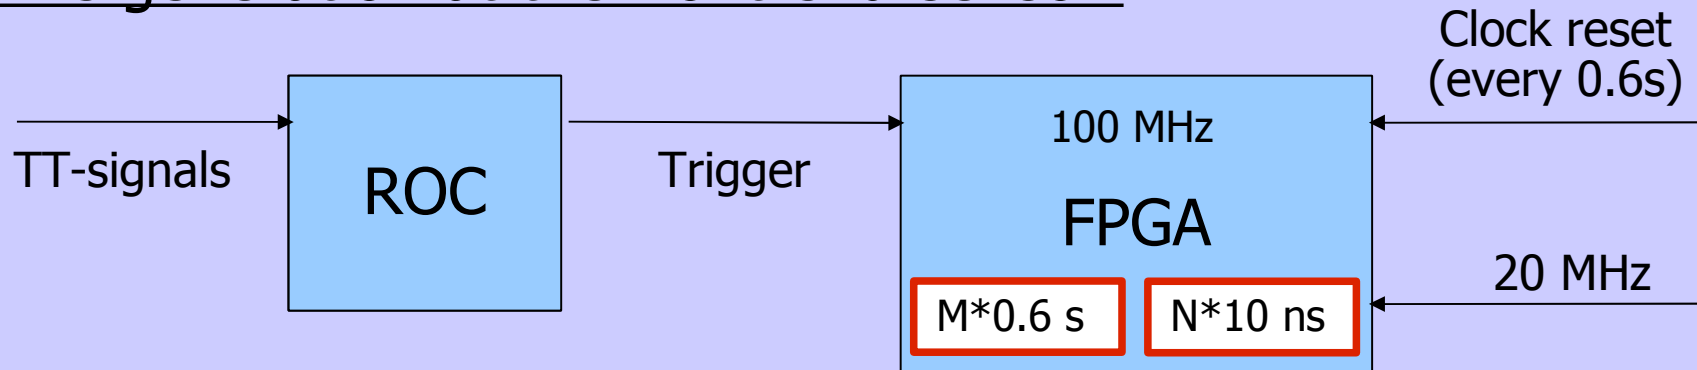 Clock reset
(every 0.6s)
100 MHz
TT-signals
ROC
Trigger
FPGA
20 MHz
M*0.6 s
N*10 ns